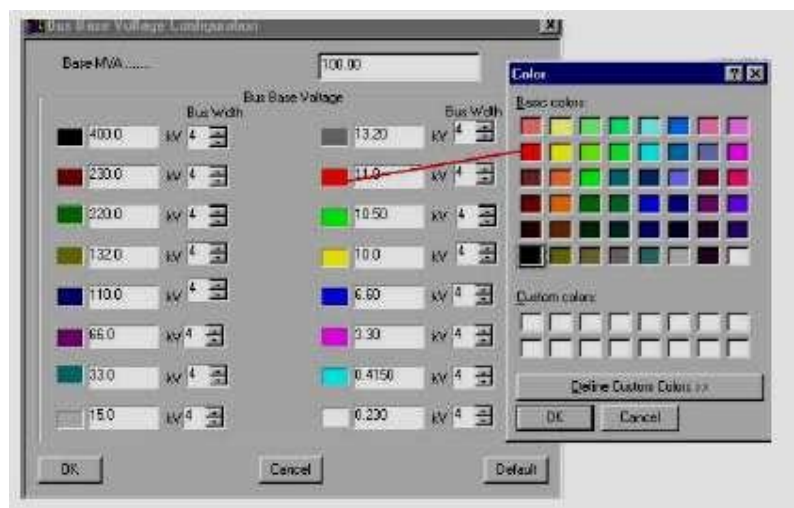 Bus Base Voltage Configuration
Base MVA......
100.00
Bus Base Voltage
Bus Width
Bus Width
400.0 kV 4
13.20 kV 4
230.0 kV 4
11.0 kV 4
220.0 kV 4
10.50 kV 4
132.0 kV 4
10.0 kV 4
110.0 kV 4
6.60 kV 4
66.0 kV 4
3.30 kV 4
33.0 kV 4
0.4150 kV 4
15.0 kV 4
0.230 kV 4
OK
Cancel
Default
Color
Basic colors:
Custom colors:
Define Custom Colors >>
OK
Cancel